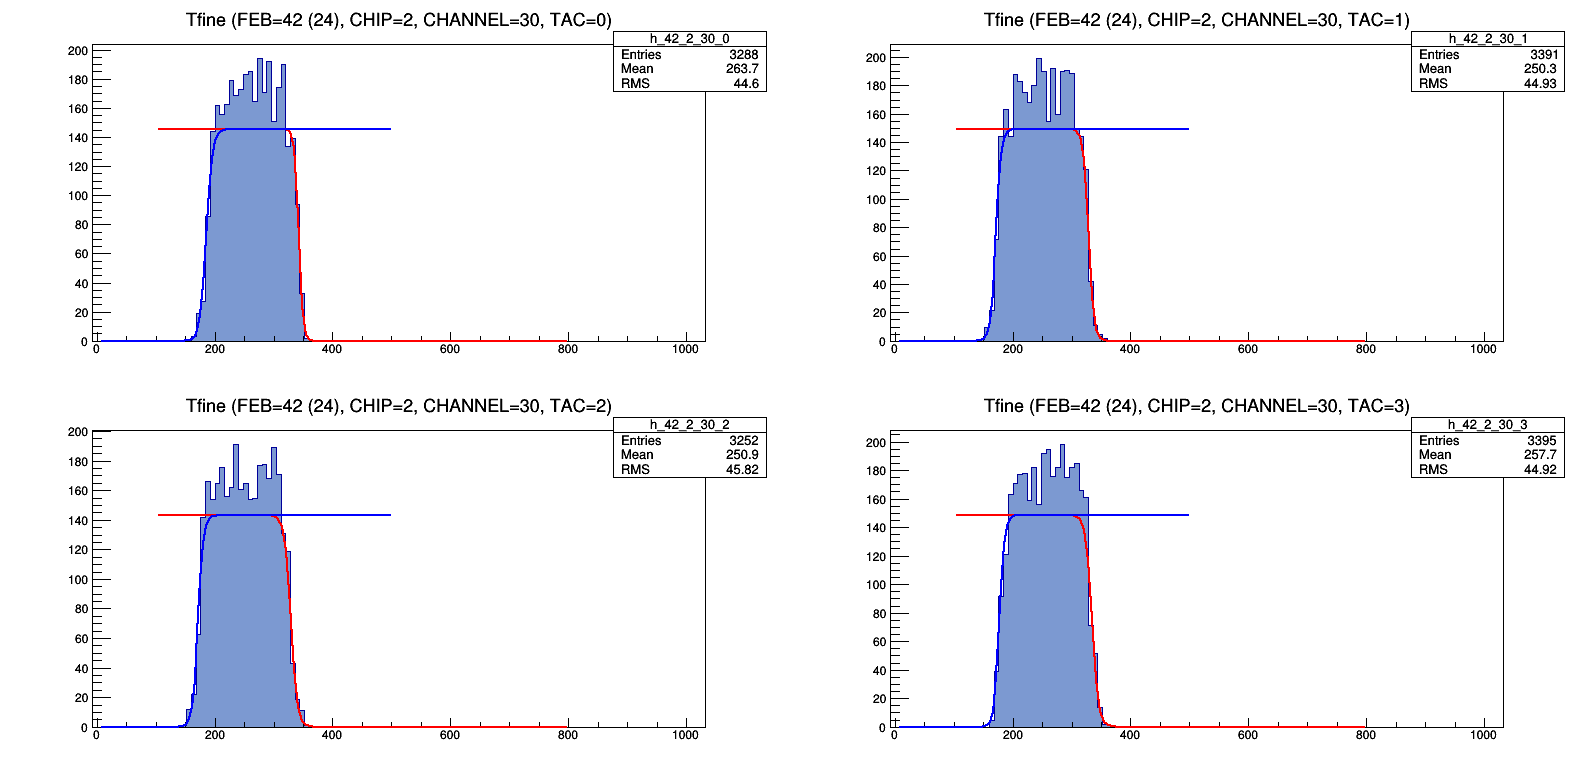 Tfine (FEB=42 (24), CHIP=2, CHANNEL=30, TAC=0)
h_42_2_30_0
Entries 3288
Mean 263.7
RMS 44.6
200
180
160
140
120
100
80
60
40
20
0
0 200 400 600 800 1000
Tfine (FEB=42 (24), CHIP=2, CHANNEL=30, TAC=1)
h_42_2_30_1
Entries 3391
Mean 250.3
RMS 44.93
200
180
160
140
120
100
80
60
40
20
0
0 200 400 600 800 1000
Tfine (FEB=42 (24), CHIP=2, CHANNEL=30, TAC=2)
h_42_2_30_2
Entries 3252
Mean 250.9
RMS 45.82
200
180
160
140
120
100
80
60
40
20
0
0 200 400 600 800 1000
Tfine (FEB=42 (24), CHIP=2, CHANNEL=30, TAC=3)
h_42_2_30_3
Entries 3395
Mean 257.7
RMS 44.92
200
180
160
140
120
100
80
60
40
20
0
0 200 400 600 800 1000